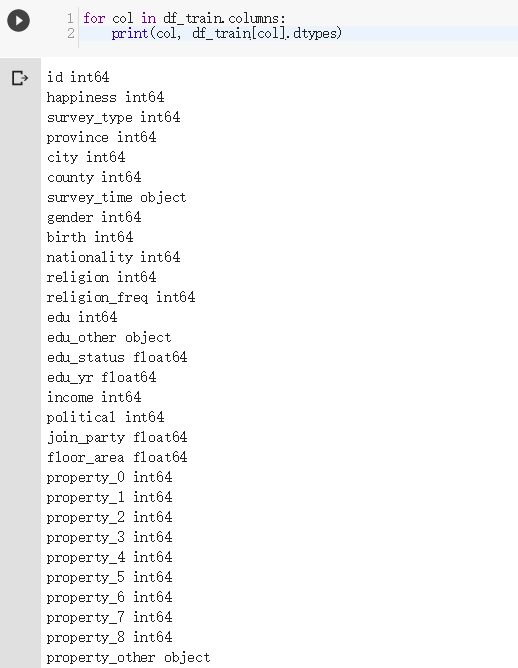 1 for col in df_train.columns:
2 print(col, df_train[col].dtypes)
id int64
happiness int64
survey_type int64
province int64
city int64
county int64
survey_time object
gender int64
birth int64
nationality int64
religion int64
religion_freq int64
edu int64
edu_other object
edu_status float64
edu_yr float64
income int64
political int64
join_party float64
floor_area float64
property_0 int64
property_1 int64
property_2 int64
property_3 int64
property_4 int64
property_5 int64
property_6 int64
property_7 int64
property_8 int64
property_other object